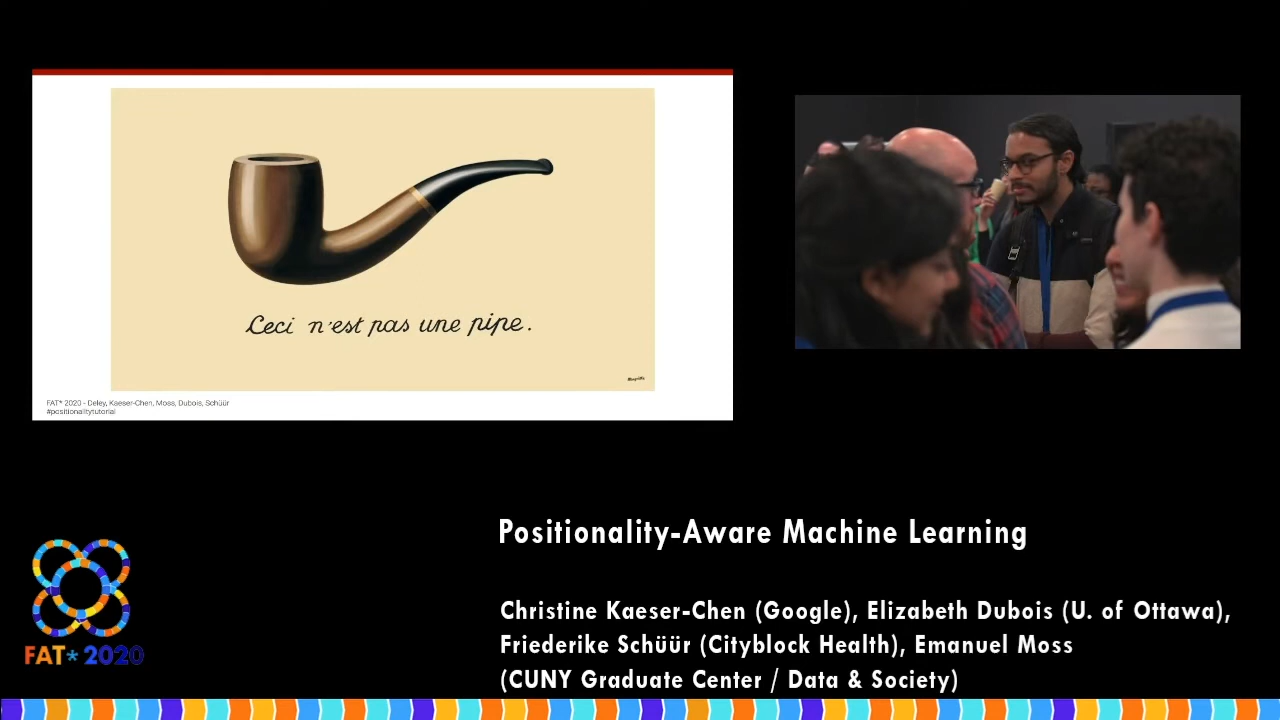 Ceci n'est pas une pipe.
Magritte
FAT* 2020 - Deley, Kaeser-Chen, Moss, Dubois, Schüür
#positionalitytutorial
Positionality-Aware Machine Learning
Christine Kaeser-Chen (Google), Elizabeth Dubois (U. of Ottawa),
Friederike Schüür (Cityblock Health), Emanuel Moss
(CUNY Graduate Center / Data & Society)
FAT* 2020